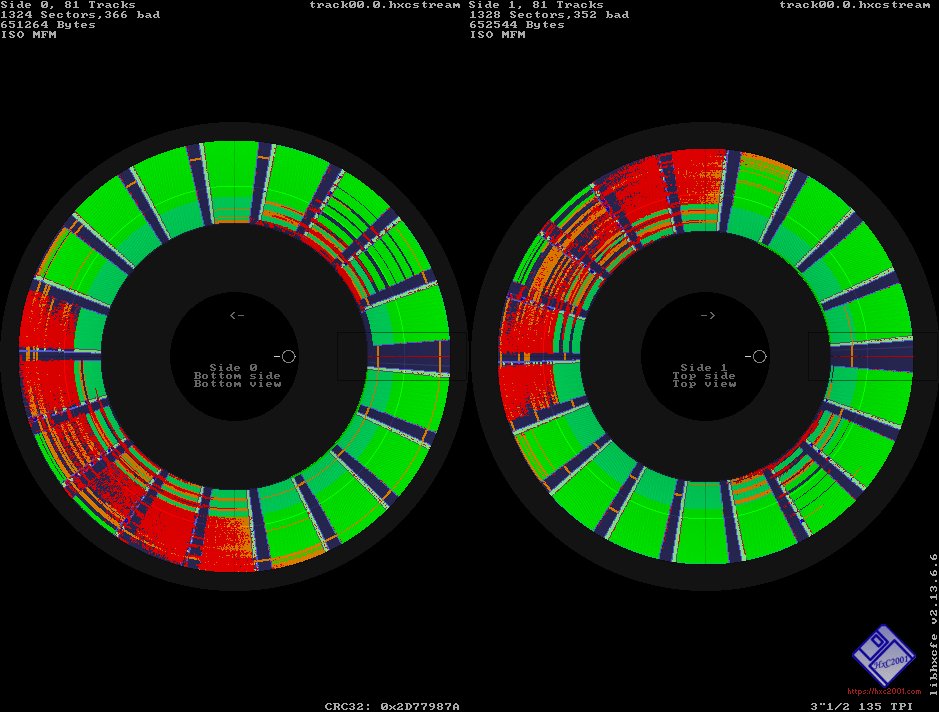 Side 0, 81 Tracks
1324 Sectors,366 bad
651264 Bytes
ISO MFM
track00.0.hxcstream
Side 1, 81 Tracks
1328 Sectors,352 bad
652544 Bytes
ISO MFM
track00.0.hxcstream
<-
Side 0
Bottom side
Bottom view
->
Side 1
Top side
Top view
libhxcfe v2.13.6.6
HxC2001
https://hxc2001.com
CRC32: 0x2D77987A
3"1/2 135 TPI